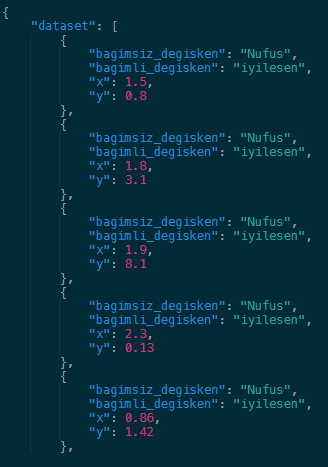 {
"dataset": [
{
"bagimsiz_degisken": "Nufus",
"bagimli_degisken": "iyilesen",
"x": 1.5,
"y": 0.8
},
{
"bagimsiz_degisken": "Nufus",
"bagimli_degisken": "iyilesen",
"x": 1.8,
"y": 3.1
},
{
"bagimsiz_degisken": "Nufus",
"bagimli_degisken": "iyilesen",
"x": 1.9,
"y": 8.1
},
{
"bagimsiz_degisken": "Nufus",
"bagimli_degisken": "iyilesen",
"x": 2.3,
"y": 0.13
},
{
"bagimsiz_degisken": "Nufus",
"bagimli_degisken": "iyilesen",
"x": 0.86,
"y": 1.42
},